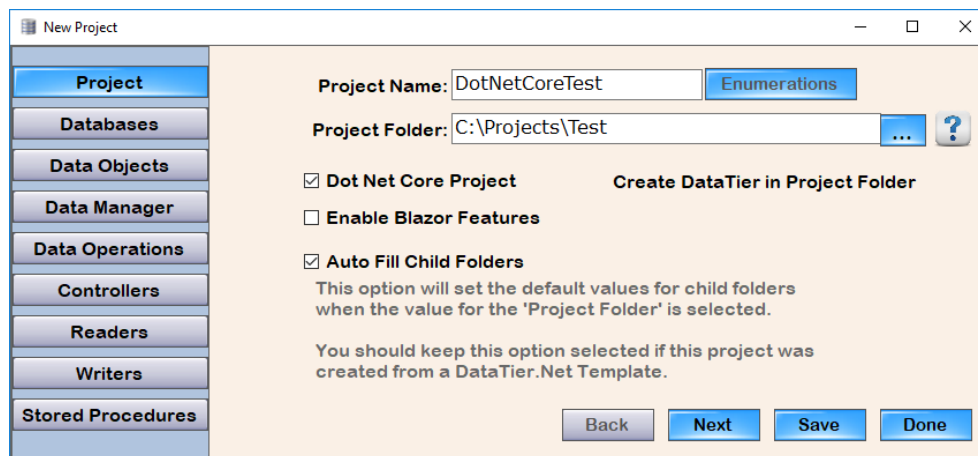 New Project
Project
Databases
Data Objects
Data Manager
Data Operations
Controllers
Readers
Writers
Stored Procedures
Project Name: DotNetCoreTest Enumerations
Project Folder: C:\Projects\Test ... ?
Dot Net Core Project Create DataTier in Project Folder
Enable Blazor Features
Auto Fill Child Folders
This option will set the default values for child folders
when the value for the 'Project Folder' is selected.
You should keep this option selected if this project was
created from a DataTier.Net Template.
Back Next Save Done